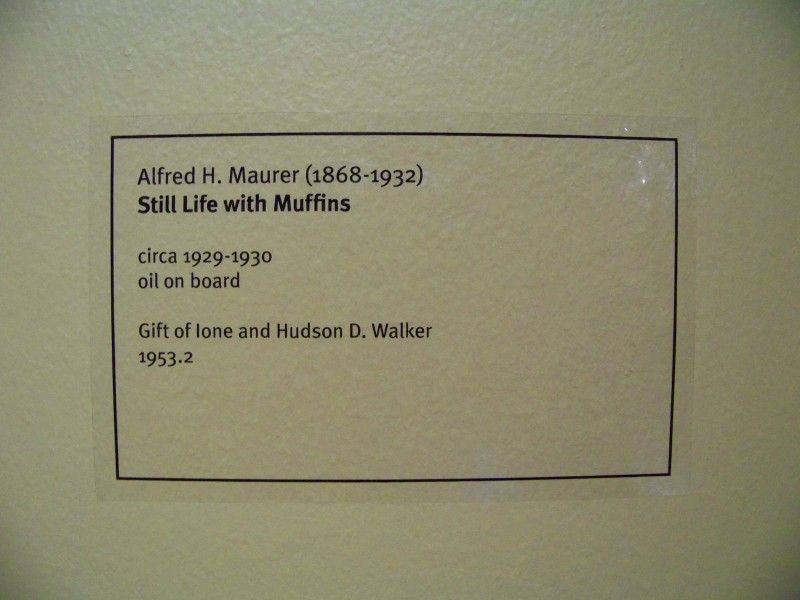 Alfred H. Maurer (1868-1932)
Still Life with Muffins
circa 1929-1930
oil on board
Gift of Ione and Hudson D. Walker
1953.2